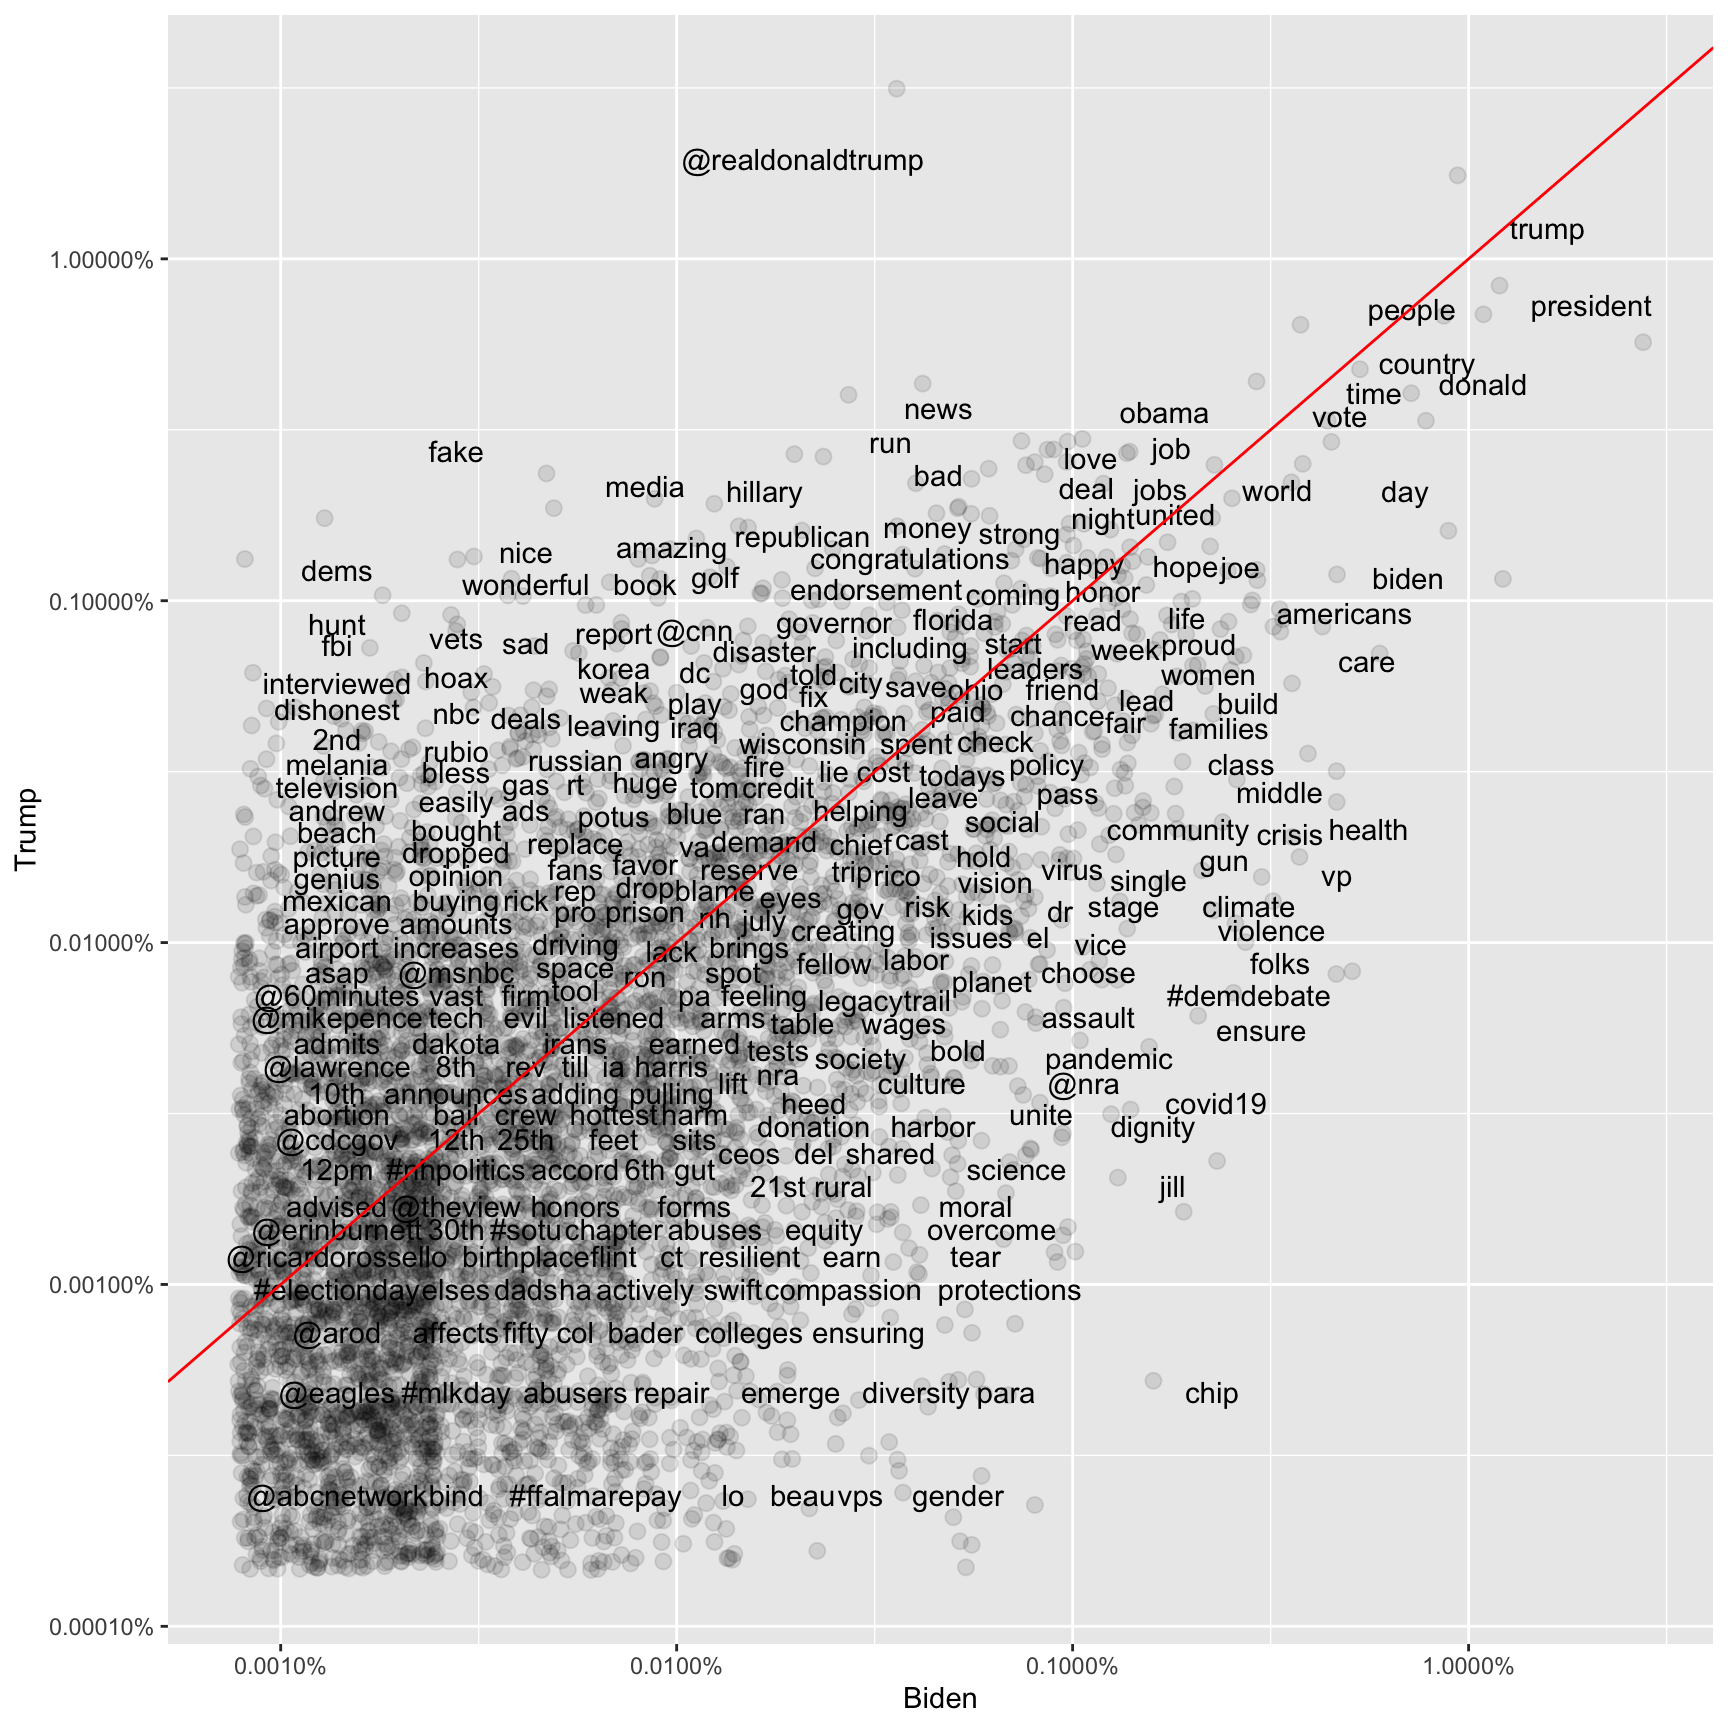 @realdonaldtrump
trump
1.00000%
people president
country
donald
time
news obama vote
run job
fake love
bad
media hillary deal jobs world day
night united
republican money strong
nice amazing congratulations
happy hope joe
dems golf biden
wonderful book endorsement coming honor
0.10000%
americans
hunt governor florida read life
vets report @cnn
fbi sad disaster including start week proud
korea dc leaders care
hoax told women
interviewed weak god fix city save ohio friend
dishonest play lead build
nbc deals leaving iraq champion paid chance fair families
2nd wisconsin spent check
rubio
melania russian angry fire policy class
bless lie cost todays
television gas rt huge tom credit middle
Trump
andrew easily ads leave pass
potus blue ran helping social
beach bought community crisis health
replace va demand chief cast
picture dropped hold
genius opinion fans favor reserve trip rico virus gun vp
rep drop blame vision single
mexican buying rick eyes
pro prison nh july gov risk kids dr stage climate
approve amounts creating violence
0.01000%
airport increases driving lack brings issues el vice
asap @msnbc space ron spot fellow labor choose folks
planet
@60minutes vast firm tool pa feeling legacy trail #demdebate
@mikepence tech evil listened arms table wages assault
ensure
admits dakota irans earned tests society bold pandemic
@lawrence 8th rev till ia harris
lift nra culture @nra
10th announces adding pulling
heed covid19
abortion ball crew hottest harm unite
donation harbor dignity
@cdcgov 12th 25th feet sits
ceos del shared
12pm #nhpolitics accord 6th gut science
21st rural jill
advised @theview honors forms moral
@erinburnett 30th #sotu chapter abuses equity overcome
@ricardorossello birthplace flint ct resilient earn tear
0.00100%
#electionday elses dads ha actively swift compassion protections
@arod affects fifty col bader colleges ensuring
@eagles #mlkday abusers repair emerge diversity para chip
@abcnetwork bind #ffalma repay lo beau vps gender
0.00010%
0.0010% 0.0100% 0.1000% 1.0000%
Biden